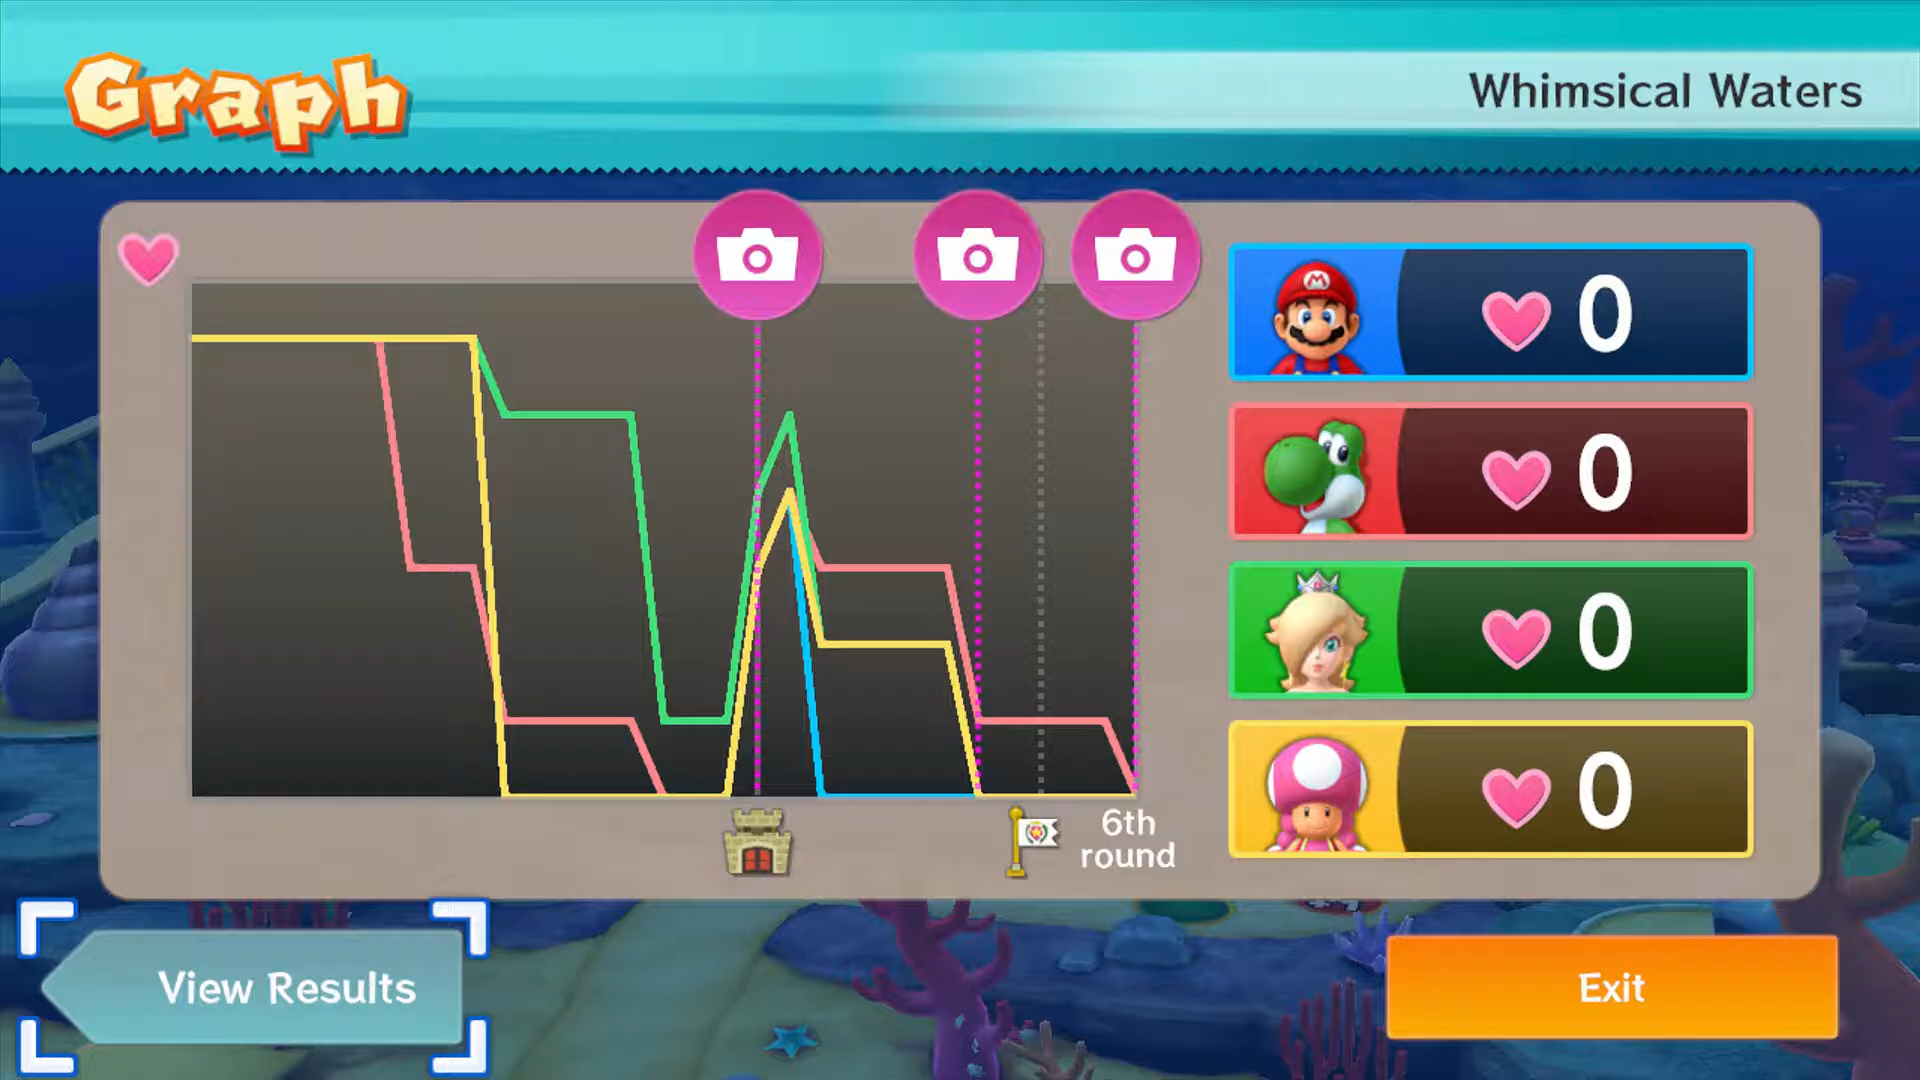 Graph
Whimsical Waters
0
0
0
0
6th
round
View Results
Exit